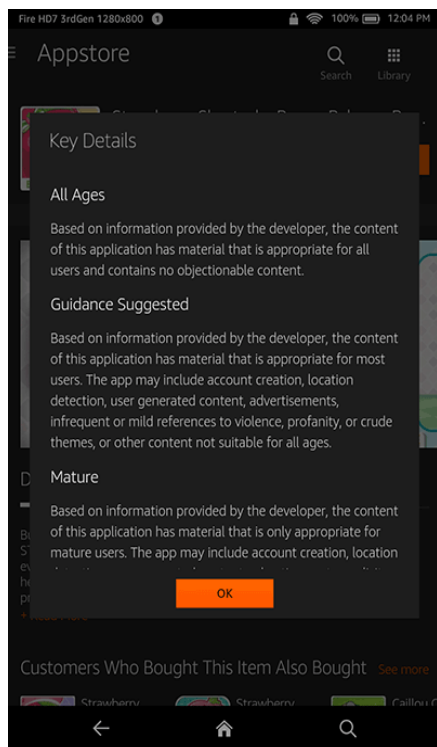 Fire HD7 3rdGen 1280x800 1 100% 12:04 PM
Appstore
Search Library
Key Details
All Ages
Based on information provided by the developer, the content
of this application has material that is appropriate for all
users and contains no objectionable content.
Guidance Suggested
Based on information provided by the developer, the content
of this application has material that is appropriate for most
users. The app may include account creation, location
detection, user generated content, advertisements,
infrequent or mild references to violence, profanity, or crude
themes, or other content not suitable for all ages.
Mature
Based on information provided by the developer, the content
of this application has material that is only appropriate for
mature users. The app may include account creation, location
OK
Customers Who Bought This Item Also Bought See more
Strawberry Strawberry Caillou